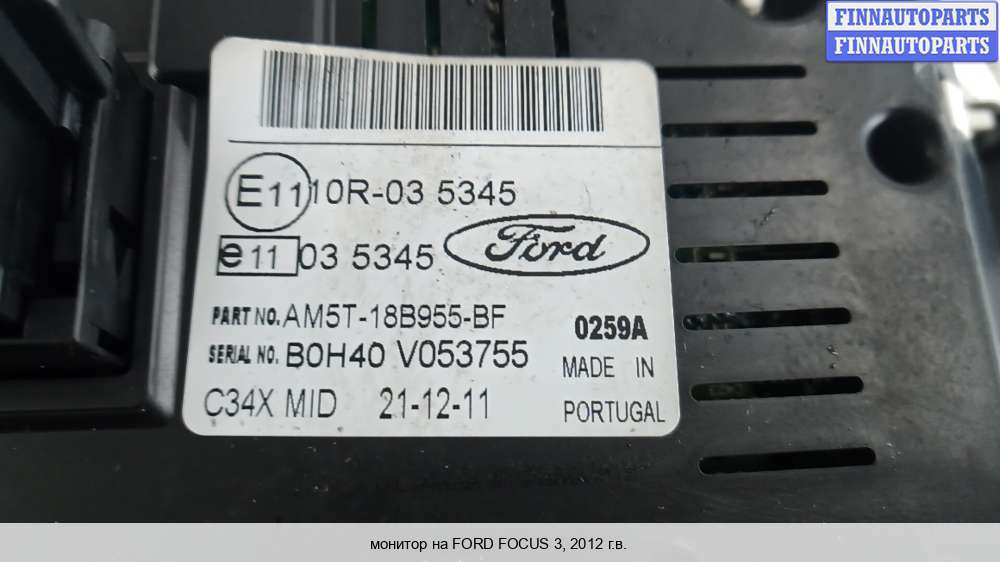 FINNAUTOPARTS
FINNAUTOPARTS
E11 10R-03 5345
e11 03 5345 Ford
PART NO. AM5T-18B955-BF 0259A
SERIAL NO. B0H40 V053755 MADE IN
C34X MID 21-12-11 PORTUGAL
монитор на FORD FOCUS 3, 2012 г.в.